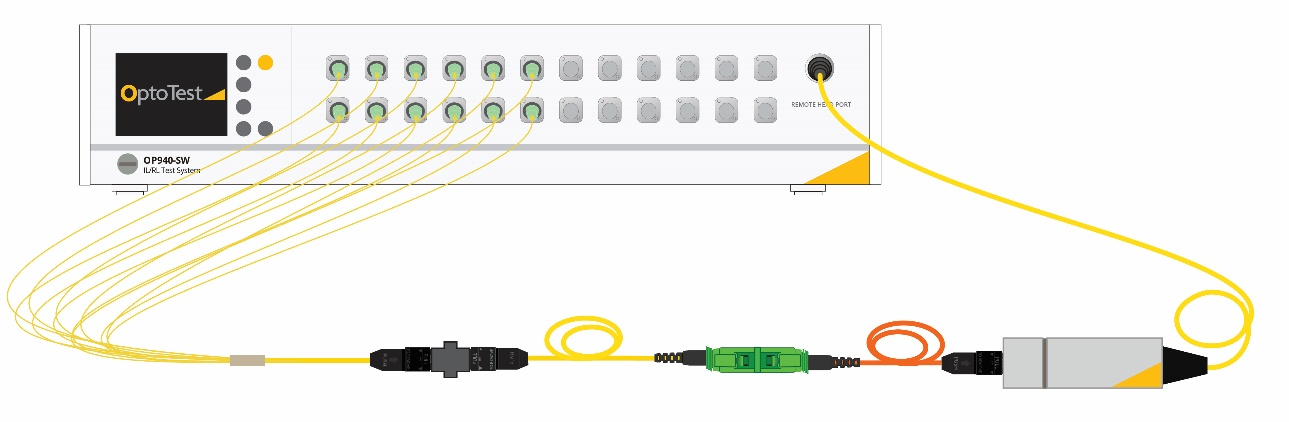 OptoTest
REMOTE HEAD PORT
OP940-SW
IL/RL Test System